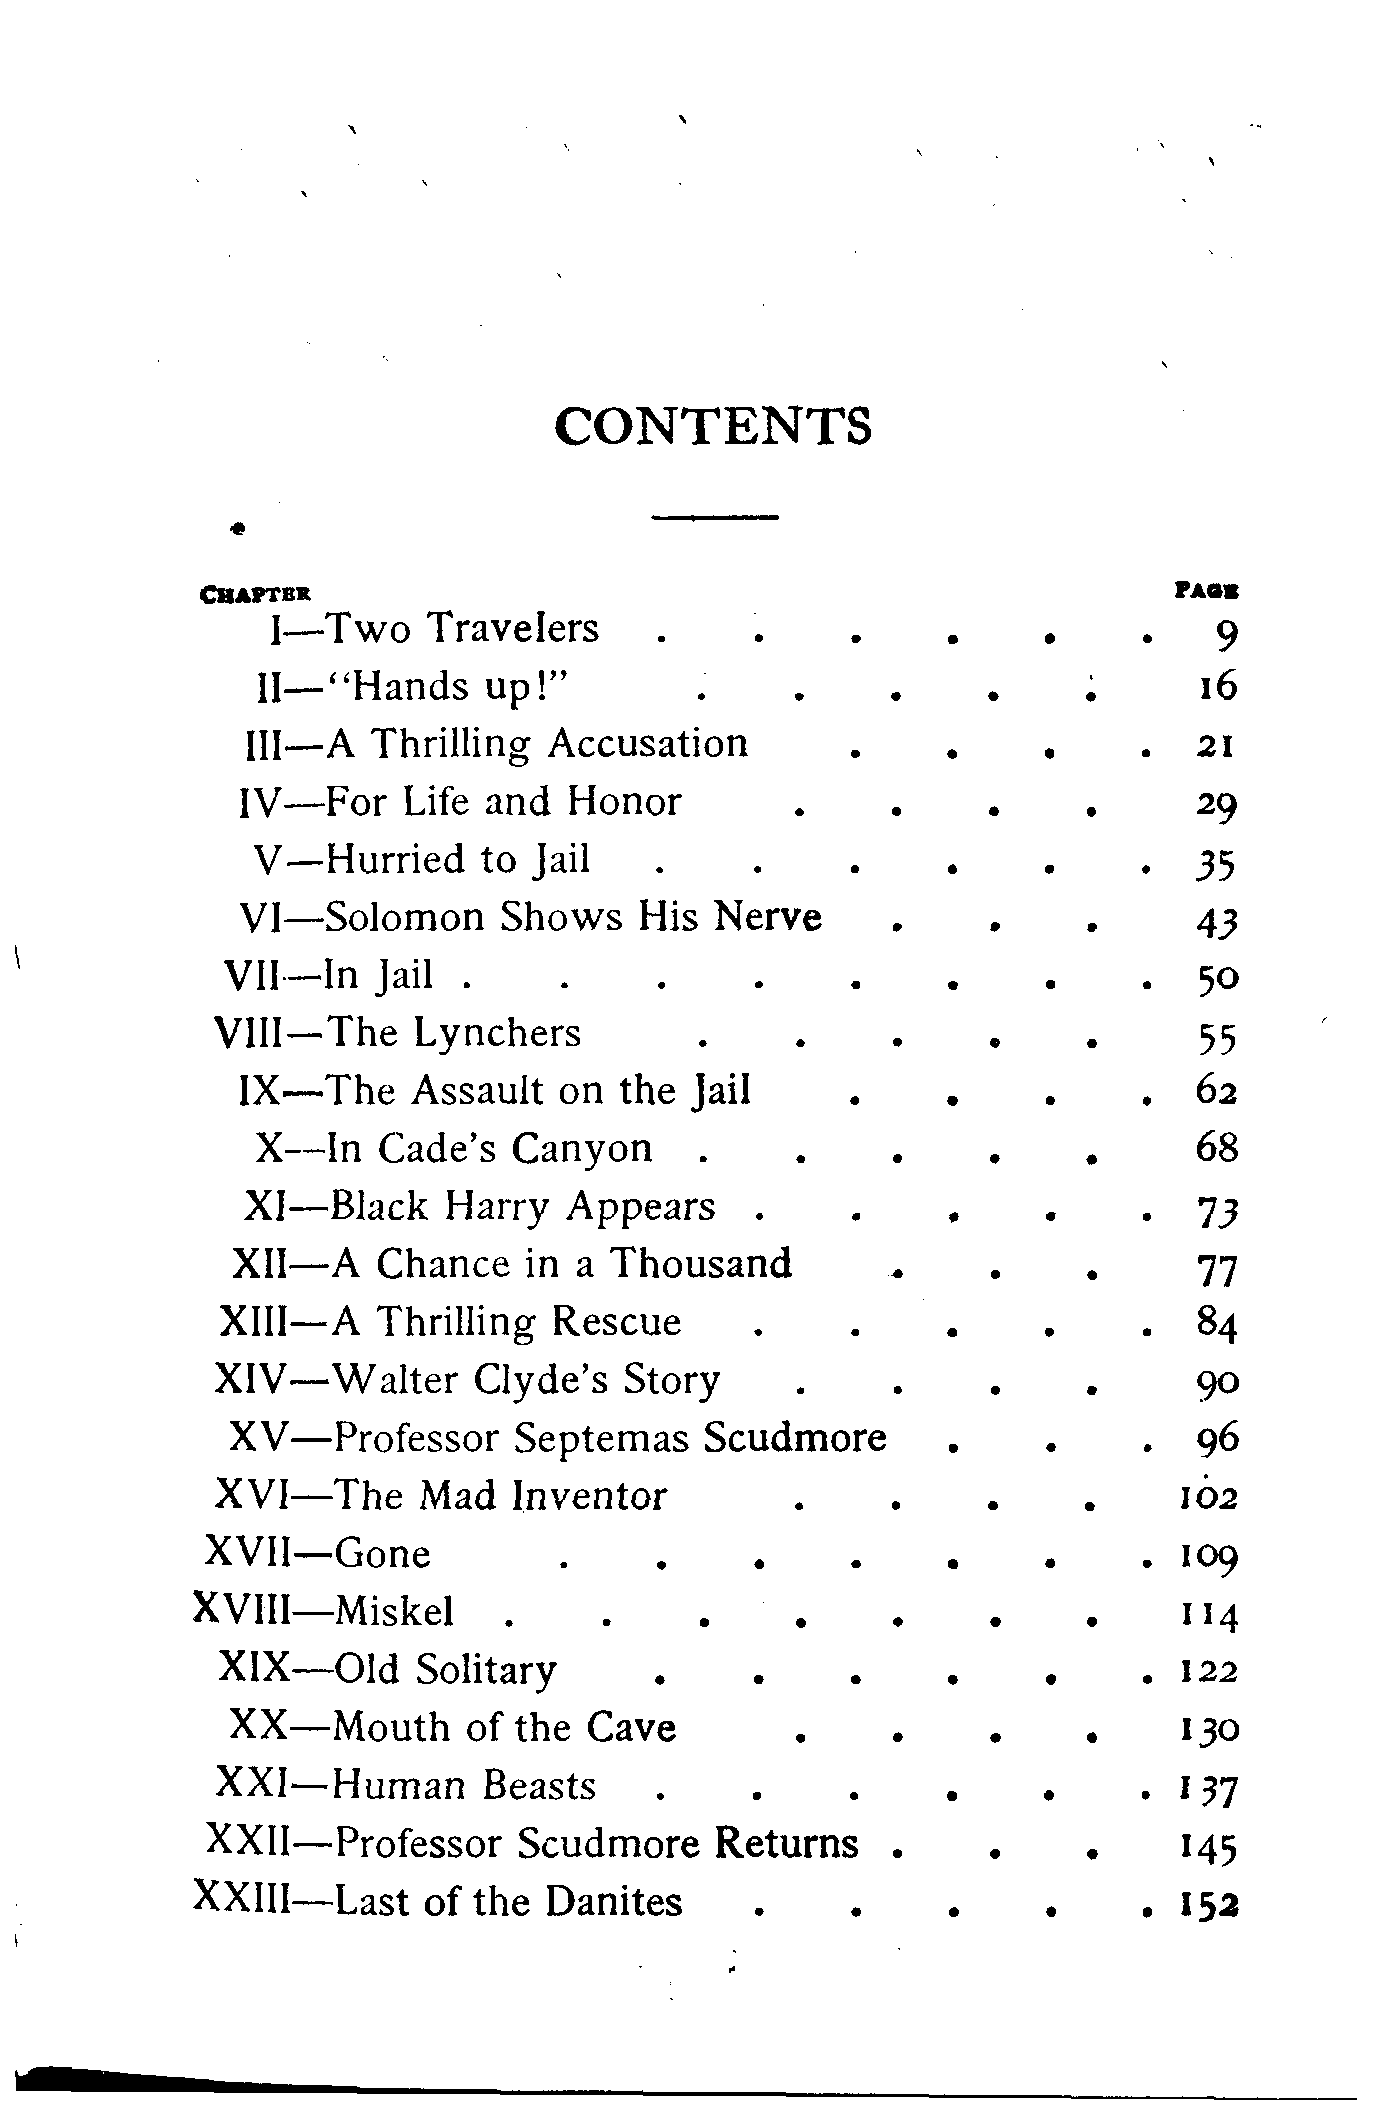 CONTENTS
CHAPTER PAGE
I—Two Travelers . . . . . . 9
II—"Hands up!" . . . . . 16
III—A Thrilling Accusation . . . . 21
IV—For Life and Honor . . . . 29
V—Hurried to Jail . . . . . . 35
VI—Solomon Shows His Nerve . . . 43
VII—In Jail . . . . . . . . 50
VIII—The Lynchers . . . . . 55
IX—The Assault on the Jail . . . . 62
X—In Cade's Canyon . . . . . 68
XI—Black Harry Appears . . . . . 73
XII—A Chance in a Thousand . . . 77
XIII—A Thrilling Rescue . . . . . 84
XIV—Walter Clyde's Story . . . . 90
XV—Professor Septemas Scudmore . . . 96
XVI—The Mad Inventor . . . . 102
XVII—Gone . . . . . . . 109
XVIII—Miskel . . . . . . . 114
XIX—Old Solitary . . . . . . 122
XX—Mouth of the Cave . . . . 130
XXI—Human Beasts . . . . . . 137
XXII—Professor Scudmore Returns . . . 145
XXIII—Last of the Danites . . . . . 152